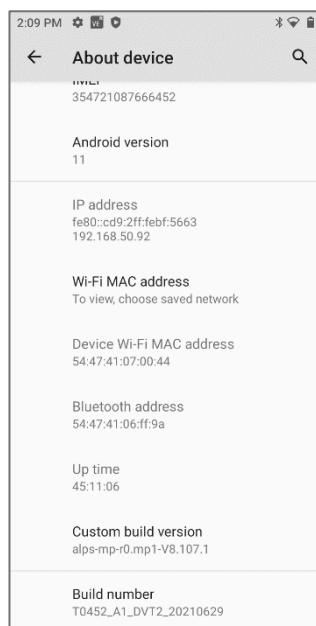 2:09 PM
About device
IMEI
354721087666452
Android version
11
IP address
fe80::cd9:2ff:febf:5663
192.168.50.92
Wi-Fi MAC address
To view, choose saved network
Device Wi-Fi MAC address
54:47:41:07:00:44
Bluetooth address
54:47:41:06:ff:9a
Up time
45:11:06
Custom build version
alps-mp-r0.mp1-V8.107.1
Build number
T0452_A1_DVT2_20210629